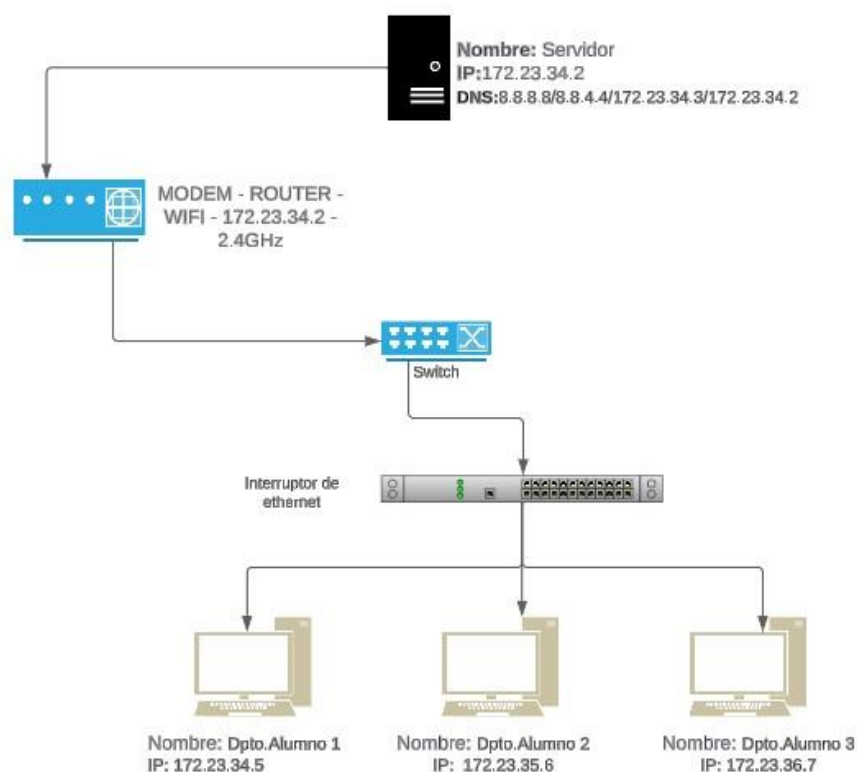 Nombre: Servidor
IP:172.23.34.2
DNS:8.8.8.8/8.8.4.4/172.23.34.3/172.23.34.2
MODEM - ROUTER -
WIFI - 172.23.34.2 -
2.4GHz
Switch
Interruptor de
ethernet
Nombre: Dpto.Alumno 1
IP: 172.23.34.5
Nombre: Dpto.Alumno 2
IP: 172.23.35.6
Nombre: Dpto.Alumno 3
IP: 172.23.36.7